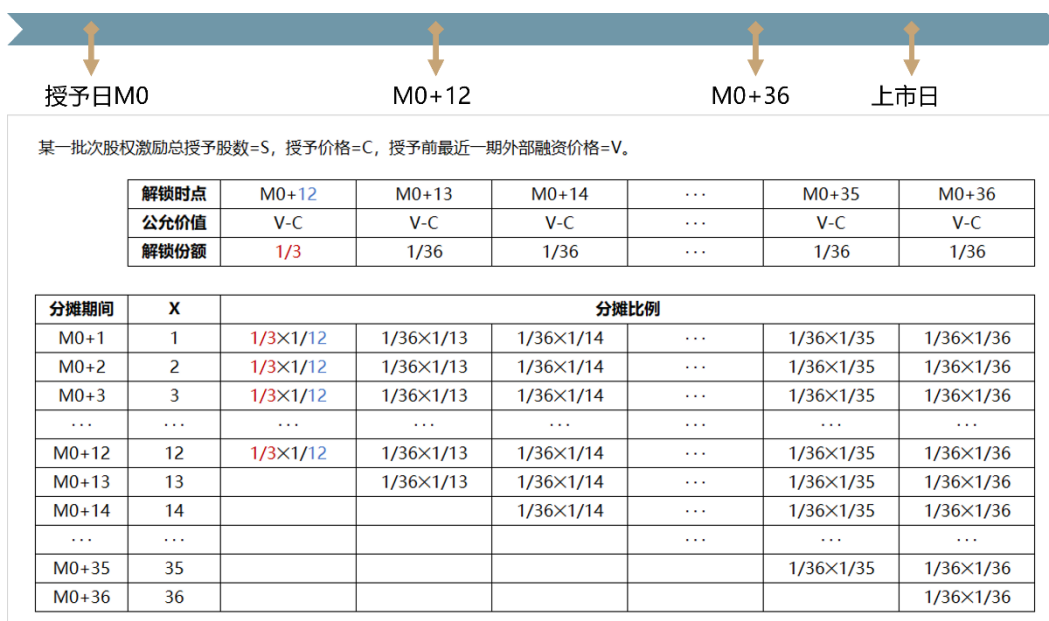 授予日M0 M0+12 M0+36 上市日
某一批次股权激励总授予股数=S，授予价格=C，授予前最近一期外部融资价格=V。
解锁时点 M0+12 M0+13 M0+14 ··· M0+35 M0+36
公允价值 V-C V-C V-C ··· V-C V-C
解锁份额 1/3 1/36 1/36 ··· 1/36 1/36
分摊期间 X 分摊比例
M0+1 1 1/3×1/12 1/36×1/13 1/36×1/14 ··· 1/36×1/35 1/36×1/36
M0+2 2 1/3×1/12 1/36×1/13 1/36×1/14 ··· 1/36×1/35 1/36×1/36
M0+3 3 1/3×1/12 1/36×1/13 1/36×1/14 ··· 1/36×1/35 1/36×1/36
··· ··· ··· ··· ··· ··· ··· ···
M0+12 12 1/3×1/12 1/36×1/13 1/36×1/14 ··· 1/36×1/35 1/36×1/36
M0+13 13 1/36×1/13 1/36×1/14 ··· 1/36×1/35 1/36×1/36
M0+14 14 1/36×1/14 ··· 1/36×1/35 1/36×1/36
··· ··· ··· ··· ···
M0+35 35 1/36×1/35 1/36×1/36
M0+36 36 1/36×1/36